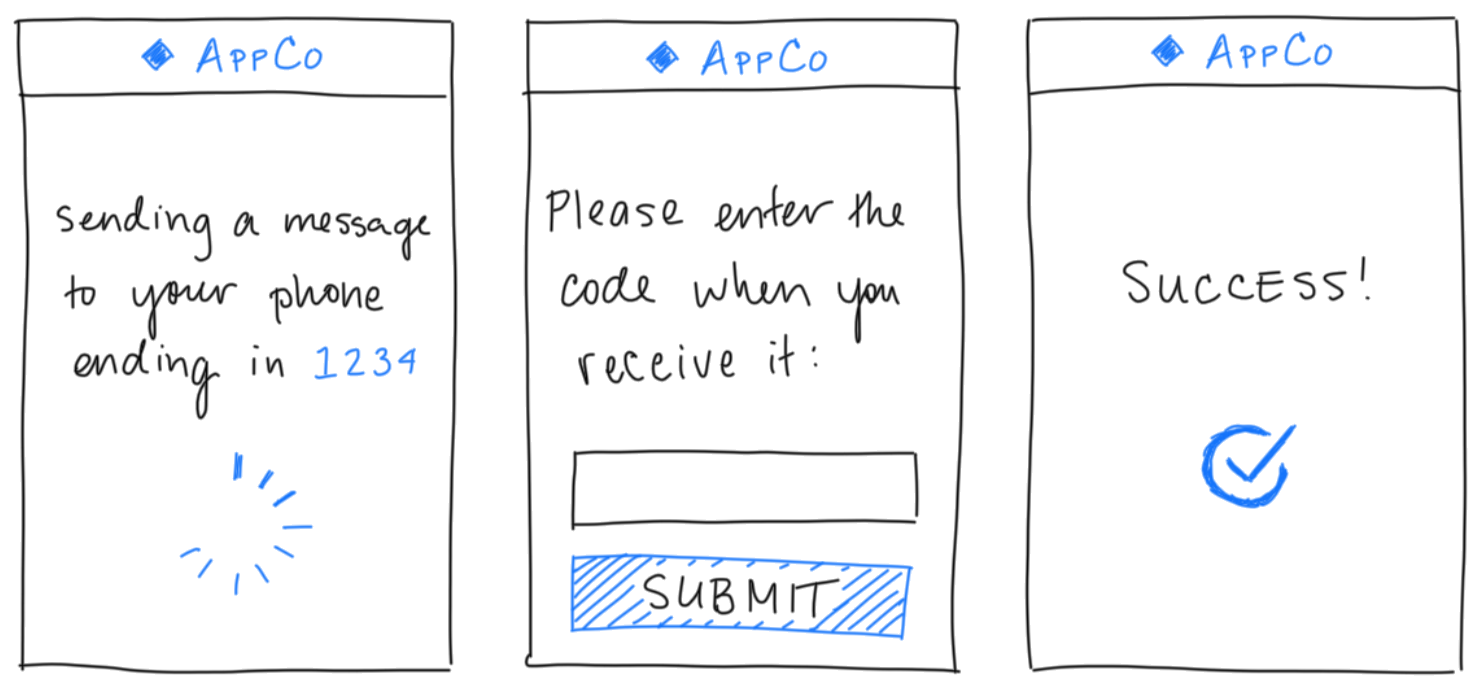 APPCO
sending a message
to your phone
ending in 1234
APPCO
Please enter the
code when you
receive it:
SUBMIT
APPCO
SUCCESS!